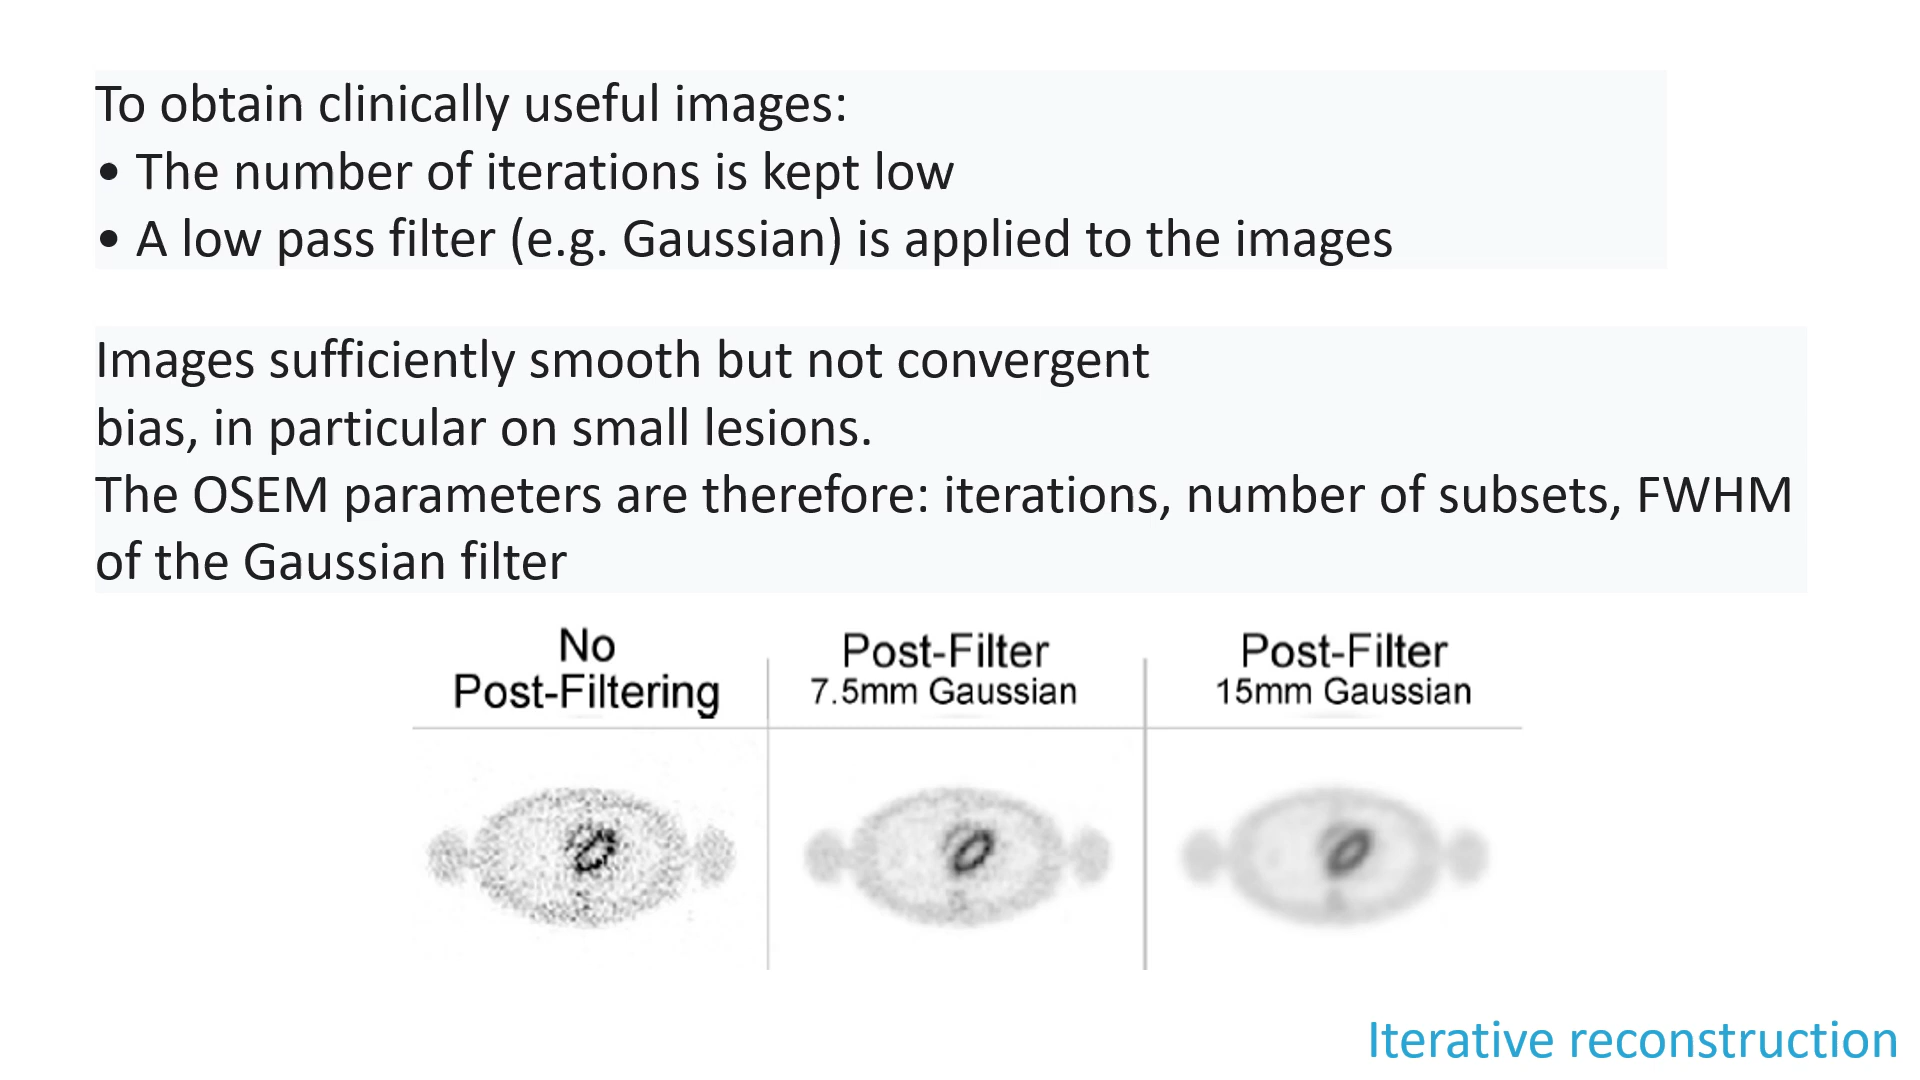 To obtain clinically useful images:
• The number of iterations is kept low
• A low pass filter (e.g. Gaussian) is applied to the images
Images sufficiently smooth but not convergent
bias, in particular on small lesions.
The OSEM parameters are therefore: iterations, number of subsets, FWHM
of the Gaussian filter
No
Post-Filtering
Post-Filter
7.5mm Gaussian
Post-Filter
15mm Gaussian
Iterative reconstruction